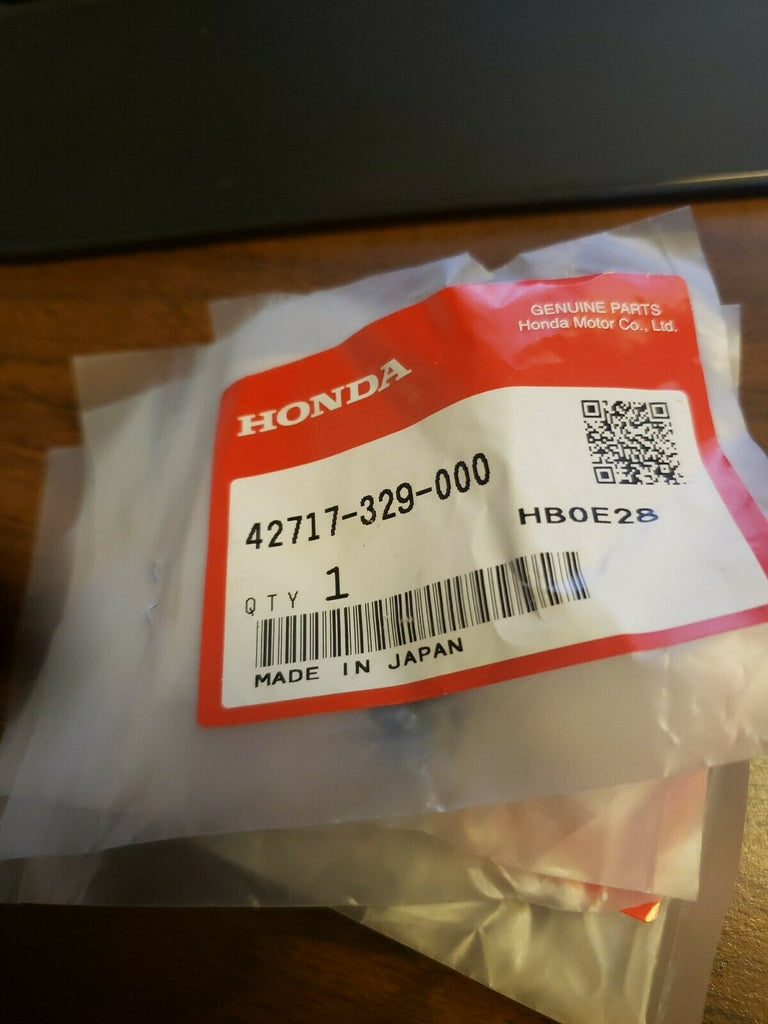 GENUINE PARTS
Honda Motor Co., Ltd.
HONDA
42717-329-000
HB0E28
QTY 1
MADE IN JAPAN